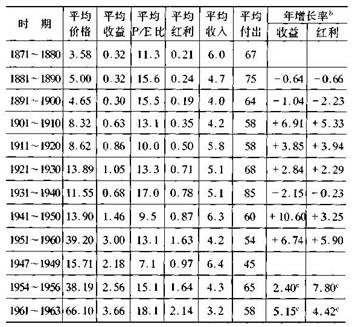 时 期 平均价格 平均收益 平均P/E比 平均红利 平均收入 平均付出 年增长率b 收益 红利
1871~1880 3.58 0.32 11.3 0.21 6.0 67
1881~1890 5.00 0.32 15.6 0.24 4.7 75 -0.64 -0.66
1891~1900 4.65 0.30 15.5 0.19 4.0 64 -1.04 -2.23
1901~1910 8.32 0.63 13.1 0.35 4.2 58 +6.91 +5.33
1911~1920 8.62 0.86 10.0 0.50 5.8 58 +3.85 +3.94
1921~1930 13.89 1.05 13.3 0.71 5.1 68 +2.84 +2.29
1931~1940 11.55 0.68 17.0 0.78 5.1 85 -2.15 -0.23
1941~1950 13.90 1.46 9.5 0.87 6.3 60 +10.60 +3.25
1951~1960 39.20 3.00 13.1 1.63 4.2 54 +6.74 +5.90
1947~1949 15.71 2.18 7.1 0.97 6.4 45
1954~1956 38.19 2.56 15.1 1.64 4.3 65 2.40c 7.80c
1961~1963 66.10 3.66 18.1 2.14 3.2 58 5.15c 4.42c